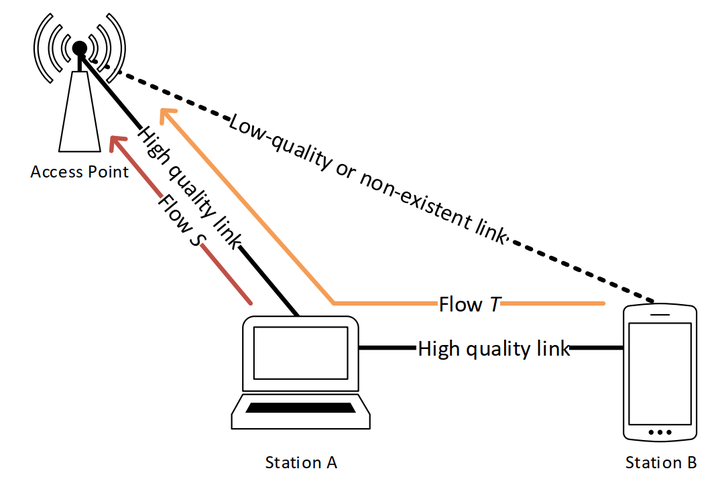 Low-quality or non-existent link
High quality link
Access Point
Flow S
Flow T
High quality link
Station A
Station B